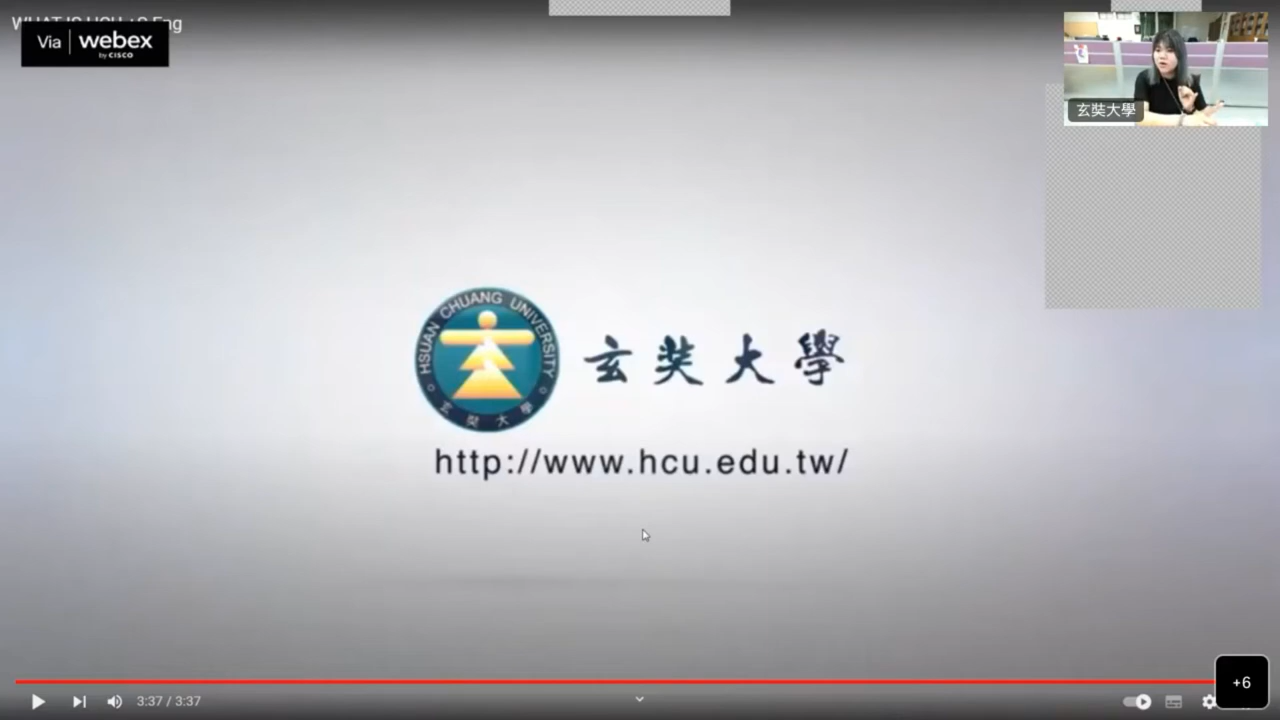 Via webex
by CISCO
玄奘大學
HSUAN CHUANG UNIVERSITY
玄奘大學
玄奘大學
http://www.hcu.edu.tw/
3:37 / 3:37
+6